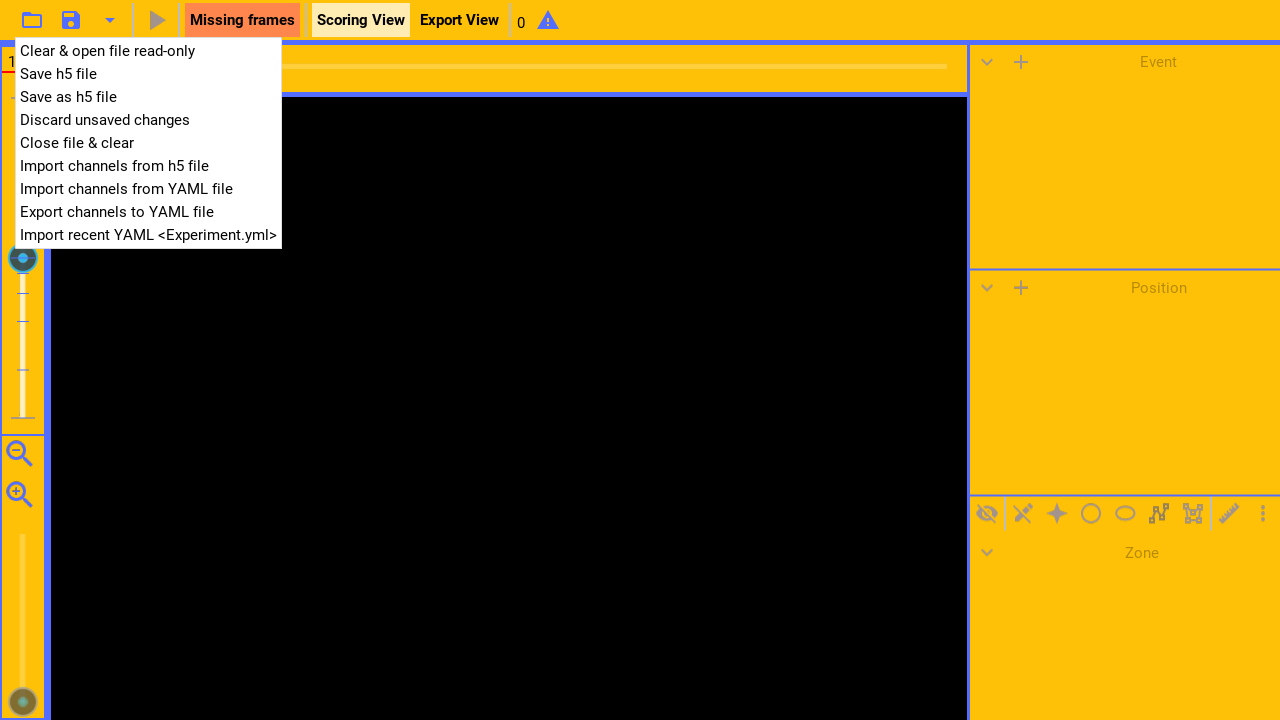 Missing frames Scoring View Export View 0
Clear & open file read-only
1
Save h5 file
Save as h5 file
Discard unsaved changes
Close file & clear
Import channels from h5 file
Import channels from YAML file
Export channels to YAML file
Import recent YAML <Experiment.yml>
Event
Position
Zone